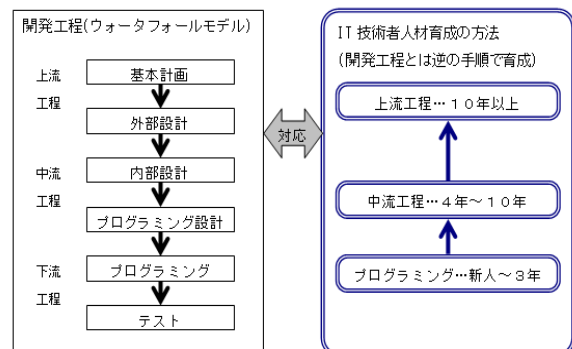 開発工程(ウォータフォールモデル)
上流
工程
基本計画
外部設計
中流
工程
内部設計
プログラミング設計
下流
工程
プログラミング
テスト
対応
IT技術者人材育成の方法
(開発工程とは逆の手順で育成)
上流工程…10年以上
中流工程…4年～10年
プログラミング…新人～3年